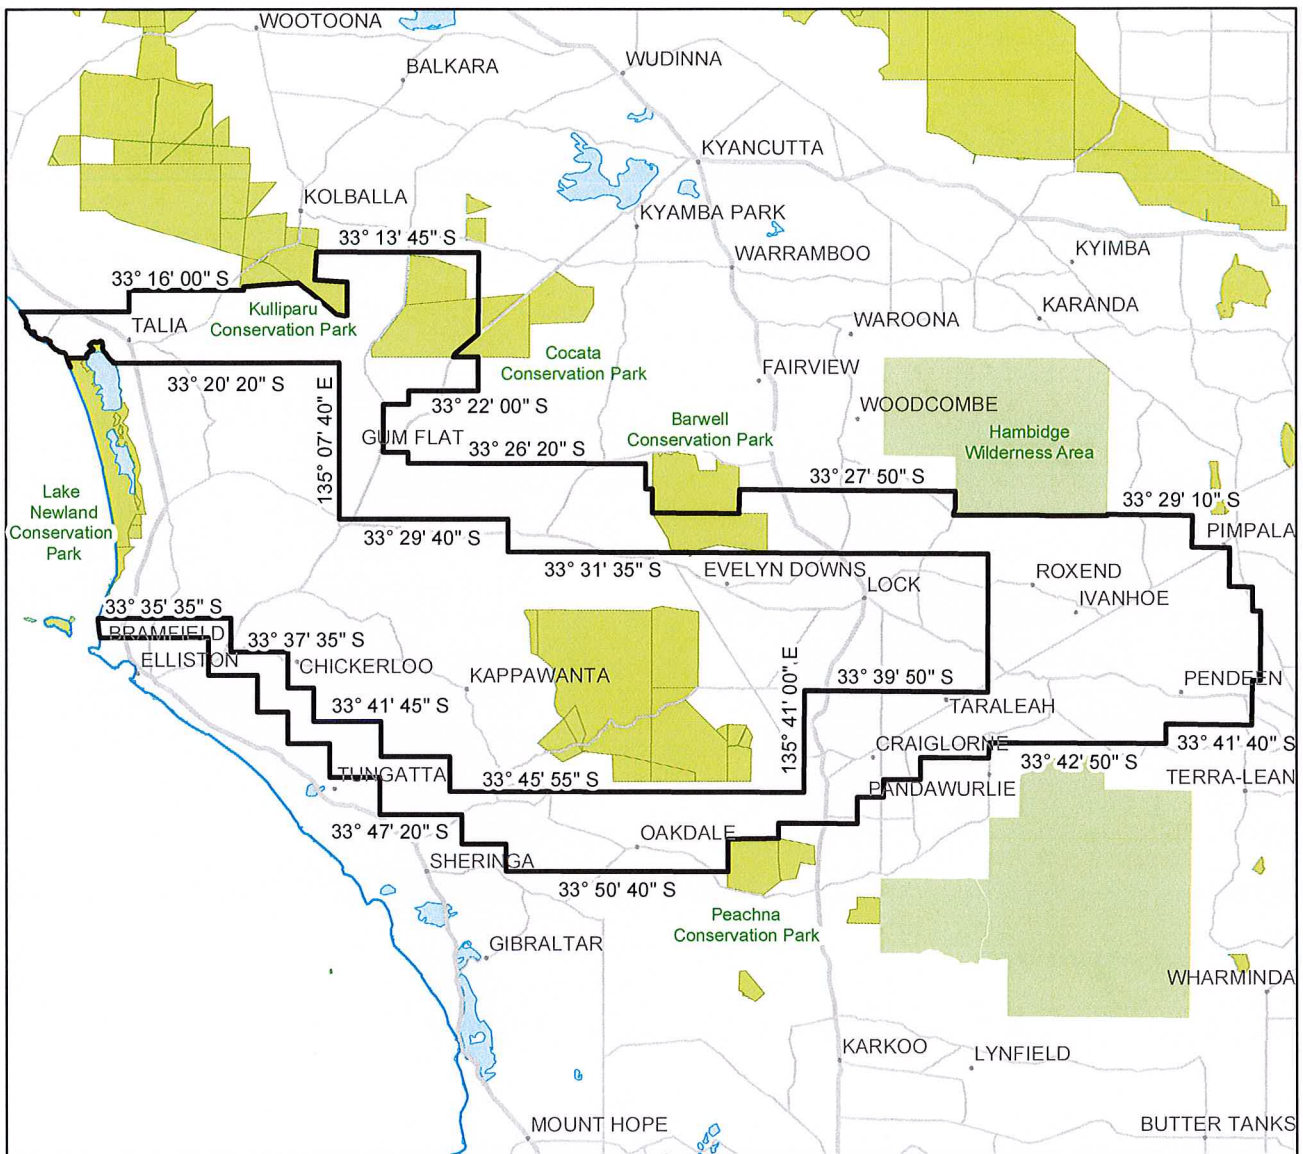 WOOTOONA
WUDINNA
BALKARA
KYANCUTTA
KOLBALLA
KYAMBA PARK
33° 13' 45" S
KYIMBA
WARRAMBOO
33° 16' 00" S
Kulliparu
Conservation Park
KARANDA
TALIA
WAROONA
Cocata
Conservation Park
FAIRVIEW
33° 20' 20" S
135° 07' 40" E
33° 22' 00" S
WOODCOMBE
Barwell
Conservation Park
Hambidge
Wilderness Area
GUM FLAT
33° 26' 20" S
33° 27' 50" S
Lake
Newland
Conservation
Park
33° 29' 10" S
33° 29' 40" S
PIMPALA
33° 31' 35" S
EVELYN DOWNS
LOCK
ROXEND
IVANHOE
33° 35' 35" S
BRAMFIELD
33° 37' 35" S
ELLISTON
CHICKERLOO
KAPPAWANTA
135° 41' 00" E
33° 39' 50" S
PENDEEN
TARALEAH
33° 41' 45" S
CRAIGLORNE
33° 41' 40" S
33° 42' 50" S
TUNGATTA
33° 45' 55" S
PANDAWURLIE
TERRA-LEAN
33° 47' 20" S
OAKDALE
SHERINGA
33° 50' 40" S
Peachna
Conservation Park
GIBRALTAR
WHARMINDA
KARKOO
LYNFIELD
MOUNT HOPE
BUTTER TANKS